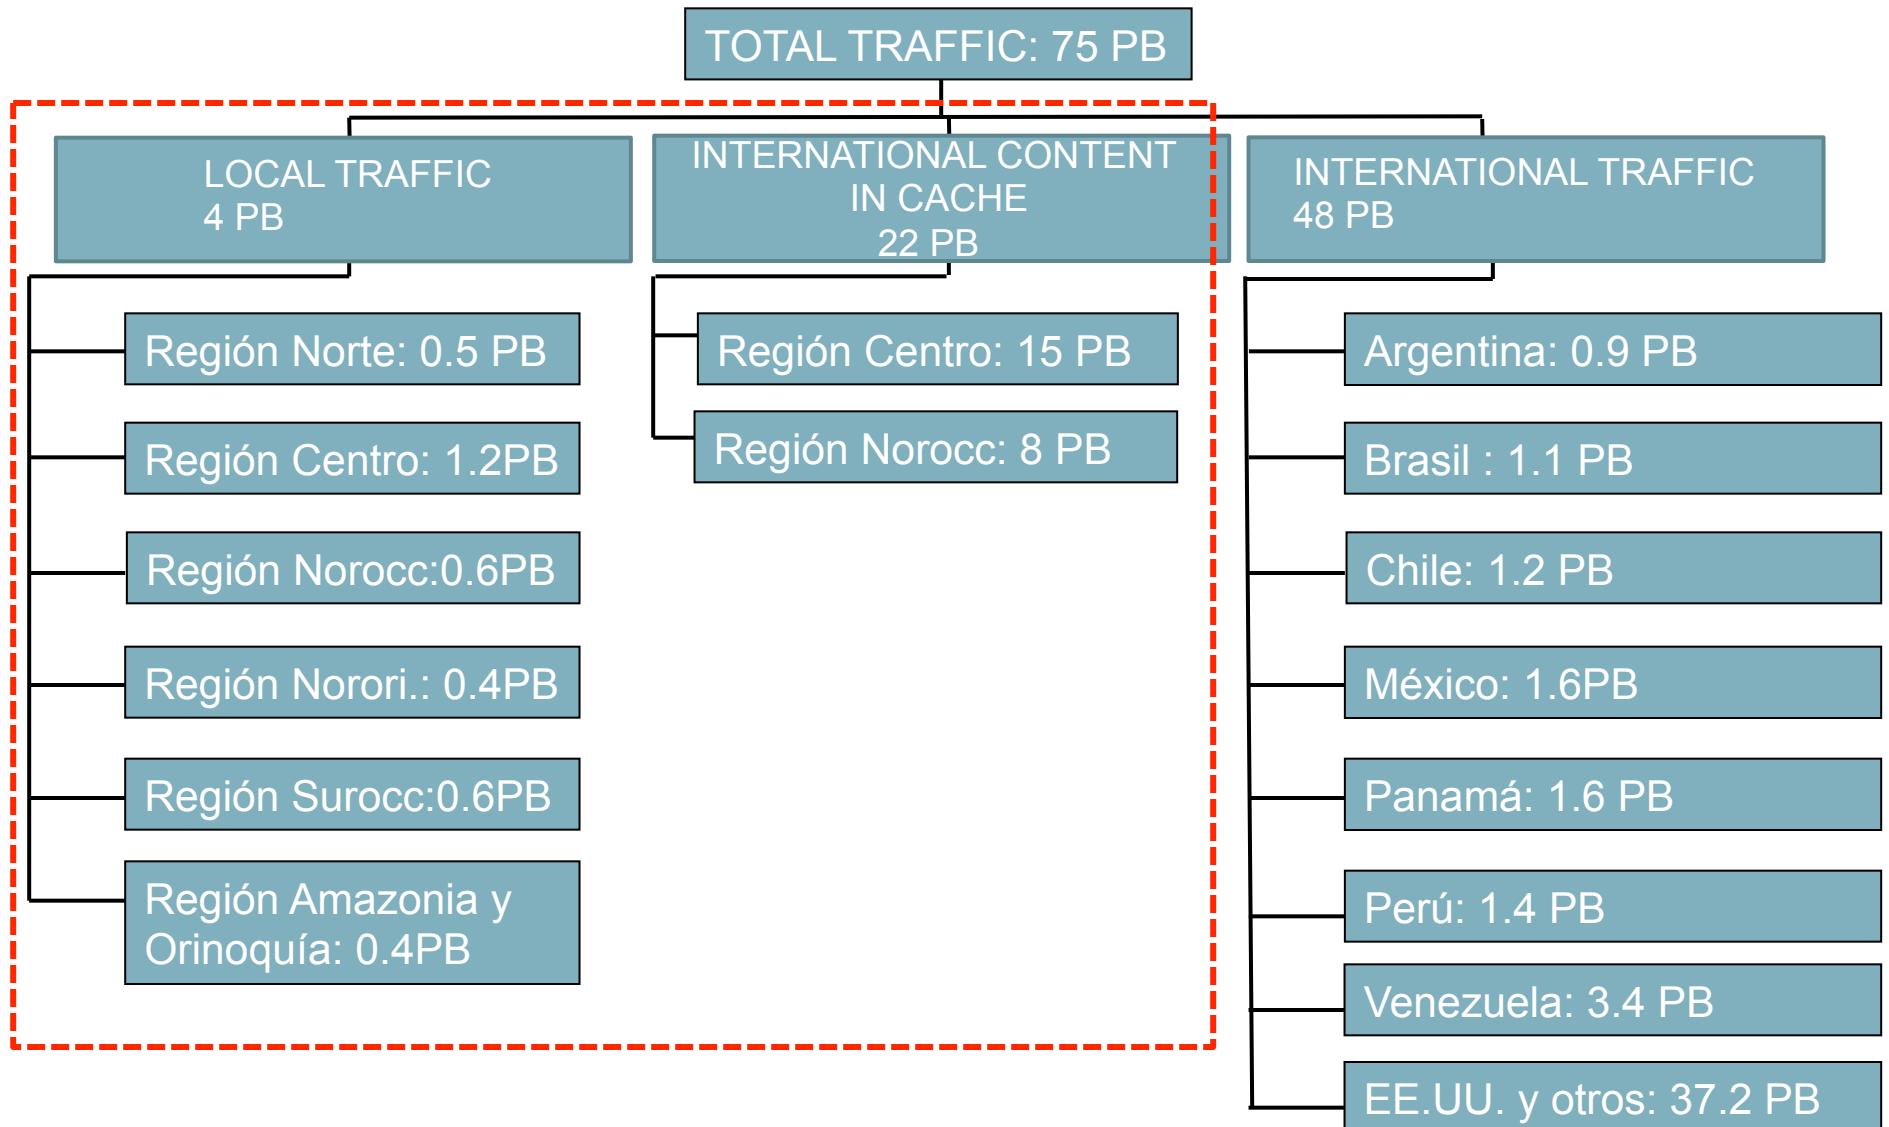 TOTAL TRAFFIC: 75 PB
LOCAL TRAFFIC
4 PB
INTERNATIONAL CONTENT
IN CACHE
22 PB
INTERNATIONAL TRAFFIC
48 PB
Región Norte: 0.5 PB
Región Centro: 1.2PB
Región Norocc:0.6PB
Región Norori.: 0.4PB
Región Surocc:0.6PB
Región Amazonia y
Orinoquía: 0.4PB
Región Centro: 15 PB
Región Norocc: 8 PB
Argentina: 0.9 PB
Brasil : 1.1 PB
Chile: 1.2 PB
México: 1.6PB
Panamá: 1.6 PB
Perú: 1.4 PB
Venezuela: 3.4 PB
EE.UU. y otros: 37.2 PB